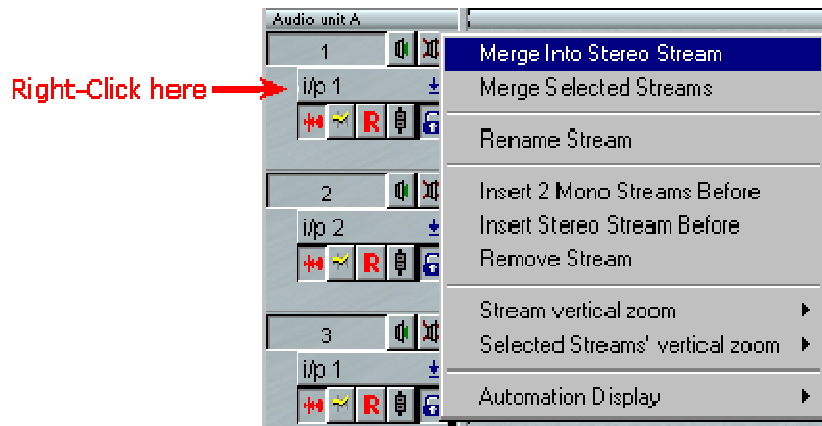 Audio unit A
1
Right-Click here
i/p 1
R
2
i/p 2
R
3
i/p 1
R
Merge Into Stereo Stream
Merge Selected Streams
Rename Stream
Insert 2 Mono Streams Before
Insert Stereo Stream Before
Remove Stream
Stream vertical zoom
Selected Streams' vertical zoom
Automation Display